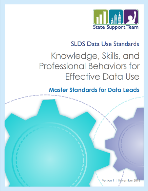 State Support Team
SLDS Data Use Standards
Knowledge, Skills, and
Professional Behaviors for
Effective Data Use
Master Standards for Data Leads